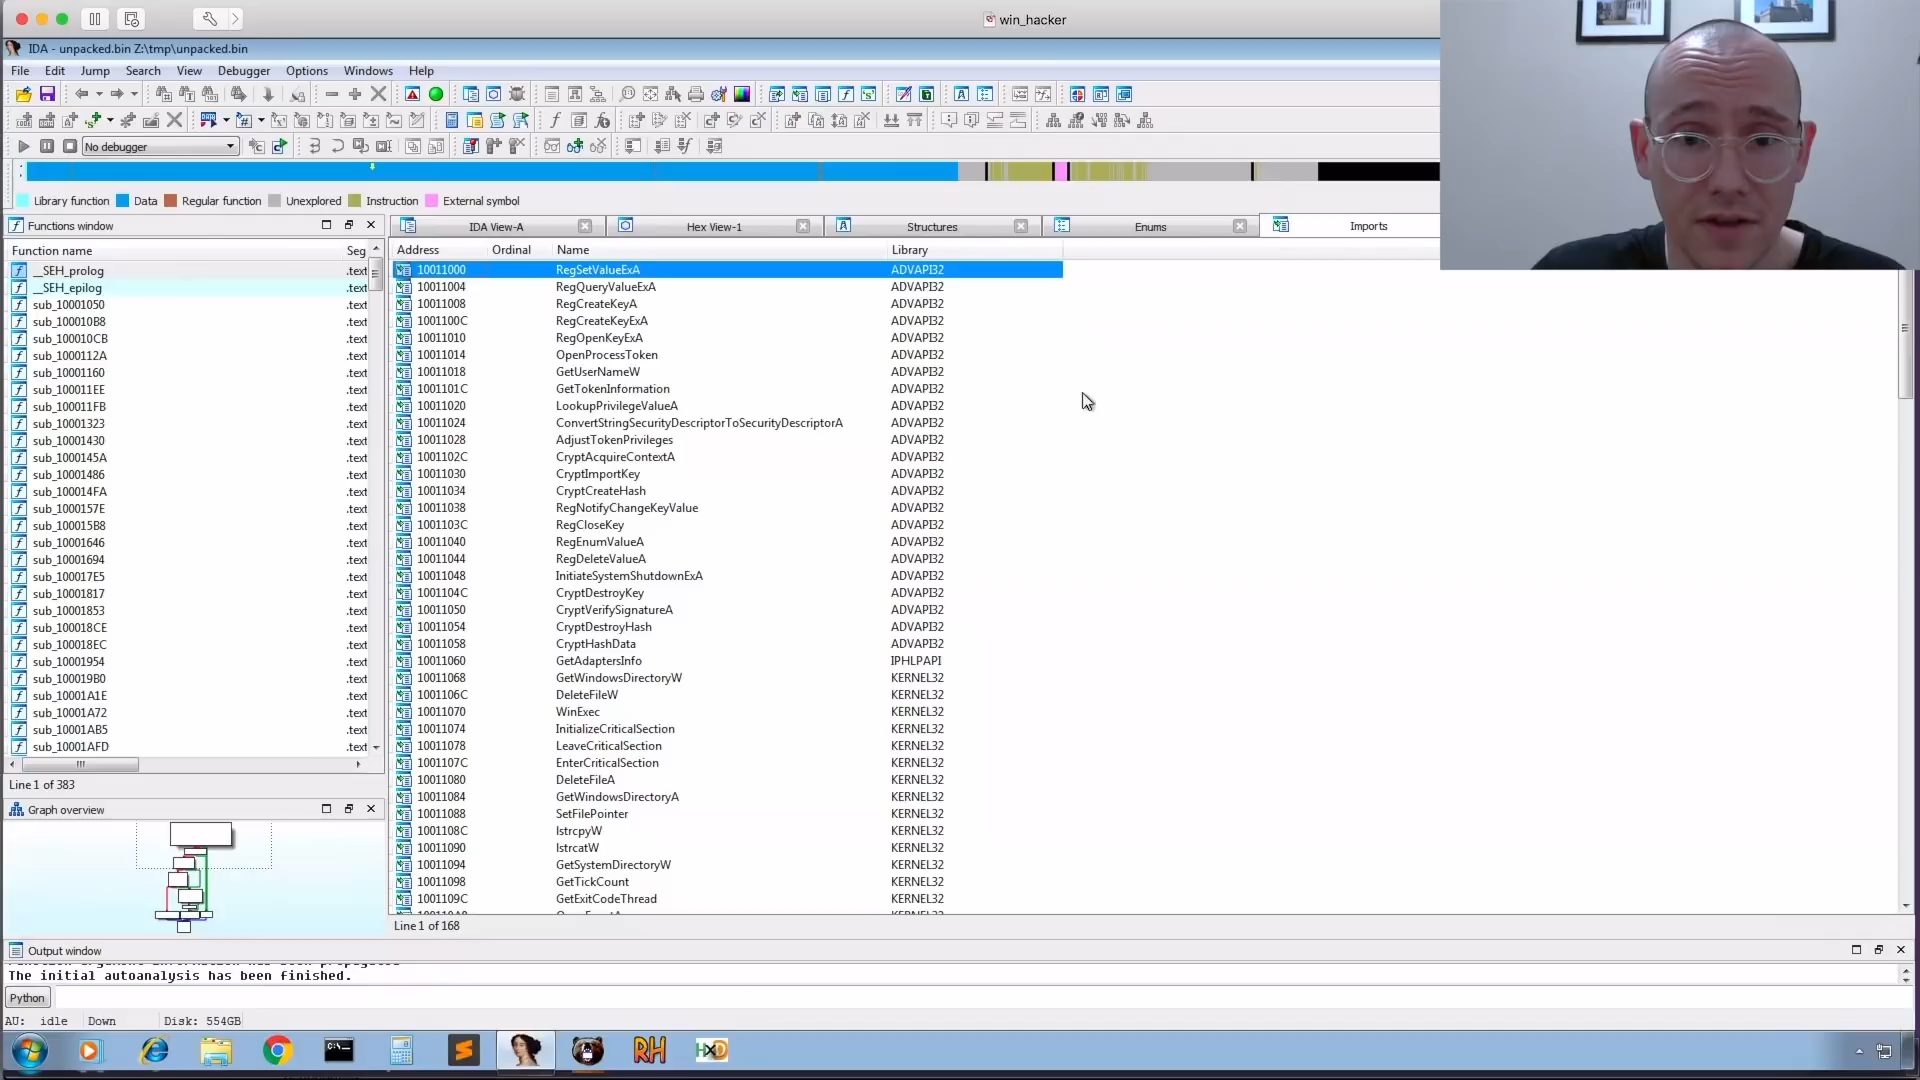 win_hacker
IDA - unpacked.bin Z:\tmp\unpacked.bin
File Edit Jump Search View Debugger Options Windows Help
No debugger
Library function Data Regular function Unexplored Instruction External symbol
Functions window
IDA View-A Hex View-1 Structures Enums Imports
Function name Seg
__SEH_prolog .text
__SEH_epilog .text
sub_10001050 .text
sub_100010B8 .text
sub_100010CB .text
sub_1000112A .text
sub_10001160 .text
sub_100011EE .text
sub_100011FB .text
sub_10001323 .text
sub_10001430 .text
sub_1000145A .text
sub_10001486 .text
sub_100014FA .text
sub_1000157E .text
sub_100015B8 .text
sub_10001646 .text
sub_10001694 .text
sub_100017E5 .text
sub_10001817 .text
sub_10001853 .text
sub_100018CE .text
sub_100018EC .text
sub_10001954 .text
sub_100019B0 .text
sub_10001A1E .text
sub_10001A72 .text
sub_10001AB5 .text
sub_10001AFD .text
Line 1 of 383
Graph overview
Address Ordinal Name Library
10011000 RegSetValueExA ADVAPI32
10011004 RegQueryValueExA ADVAPI32
10011008 RegCreateKeyA ADVAPI32
1001100C RegCreateKeyExA ADVAPI32
10011010 RegOpenKeyExA ADVAPI32
10011014 OpenProcessToken ADVAPI32
10011018 GetUserNameW ADVAPI32
1001101C GetTokenInformation ADVAPI32
10011020 LookupPrivilegeValueA ADVAPI32
10011024 ConvertStringSecurityDescriptorToSecurityDescriptorA ADVAPI32
10011028 AdjustTokenPrivileges ADVAPI32
1001102C CryptAcquireContextA ADVAPI32
10011030 CryptImportKey ADVAPI32
10011034 CryptCreateHash ADVAPI32
10011038 RegNotifyChangeKeyValue ADVAPI32
1001103C RegCloseKey ADVAPI32
10011040 RegEnumValueA ADVAPI32
10011044 RegDeleteValueA ADVAPI32
10011048 InitiateSystemShutdownExA ADVAPI32
1001104C CryptDestroyKey ADVAPI32
10011050 CryptVerifySignatureA ADVAPI32
10011054 CryptDestroyHash ADVAPI32
10011058 CryptHashData ADVAPI32
10011060 GetAdaptersInfo IPHLPAPI
10011068 GetWindowsDirectoryW KERNEL32
1001106C DeleteFileW KERNEL32
10011070 WinExec KERNEL32
10011074 InitializeCriticalSection KERNEL32
10011078 LeaveCriticalSection KERNEL32
1001107C EnterCriticalSection KERNEL32
10011080 DeleteFileA KERNEL32
10011084 GetWindowsDirectoryA KERNEL32
10011088 SetFilePointer KERNEL32
1001108C lstrcpyW KERNEL32
10011090 lstrcatW KERNEL32
10011094 GetSystemDirectoryW KERNEL32
10011098 GetTickCount KERNEL32
1001109C GetExitCodeThread KERNEL32
Line 1 of 168
Output window
The initial autoanalysis has been finished.
Python
AU: idle Down Disk: 554GB
C:\
RH
HXD